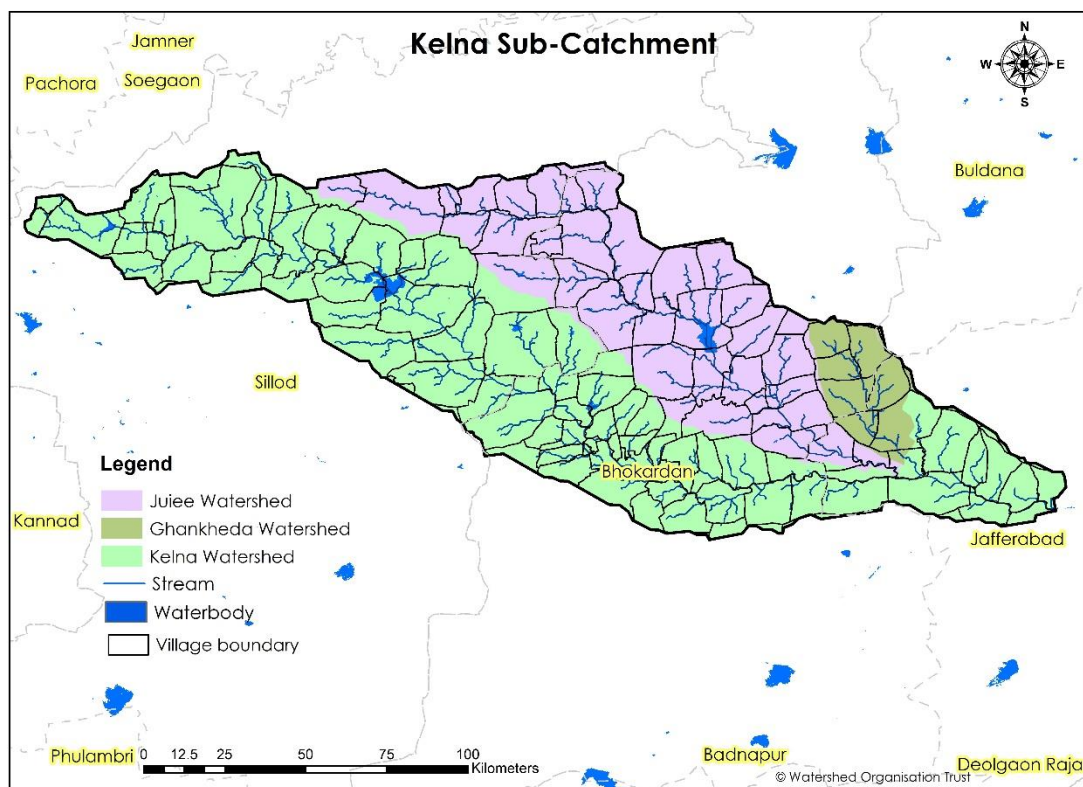 Kelna Sub-Catchment
N
W E
S
Jamner
Pachora
Soegaon
Buldana
Sillod
Bhokardan
Kannad
Jafferabad
Legend
Juiee Watershed
Ghankheda Watershed
Kelna Watershed
Stream
Waterbody
Village boundary
Phulambri
0 12.5 25 50 75 100
Kilometers
Badnapur
Deolgaon Raja
© Watershed Organisation Trust